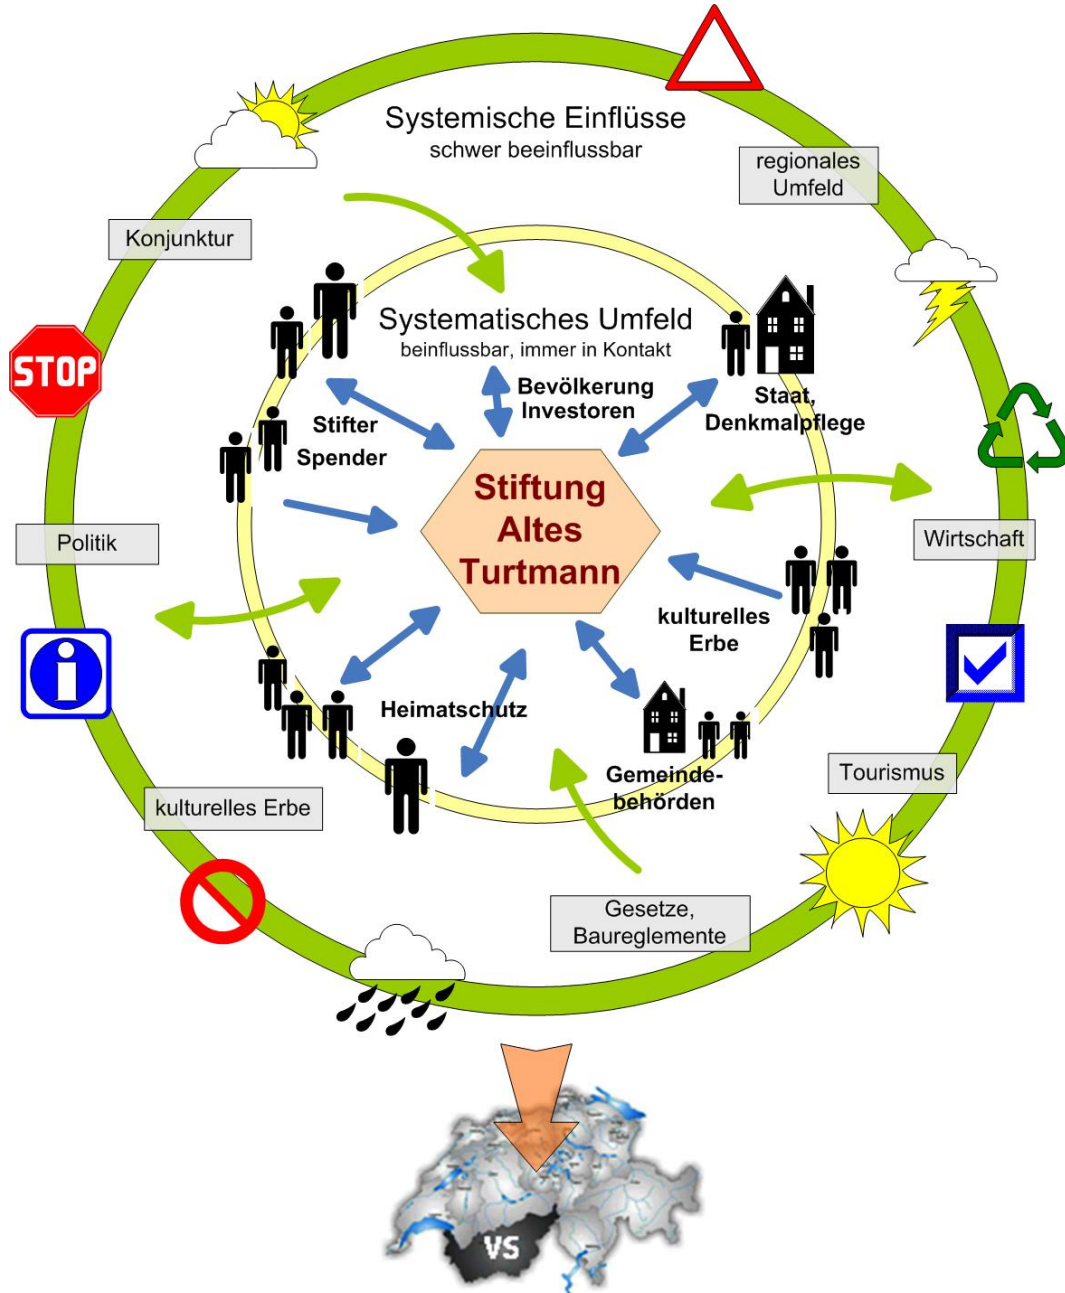 Systemische Einflüsse
schwer beeinflussbar
regionales
Umfeld
Konjunktur
Systematisches Umfeld
beinflussbar, immer in Kontakt
STOP
Bevölkerung
Investoren
Staat,
Denkmalpflege
Stifter
Spender
Stiftung
Altes
Turtmann
Politik
Wirtschaft
kulturelles
Erbe
Heimatschutz
Gemeinde-
behörden
Tourismus
kulturelles Erbe
Gesetze,
Baureglemente
VS